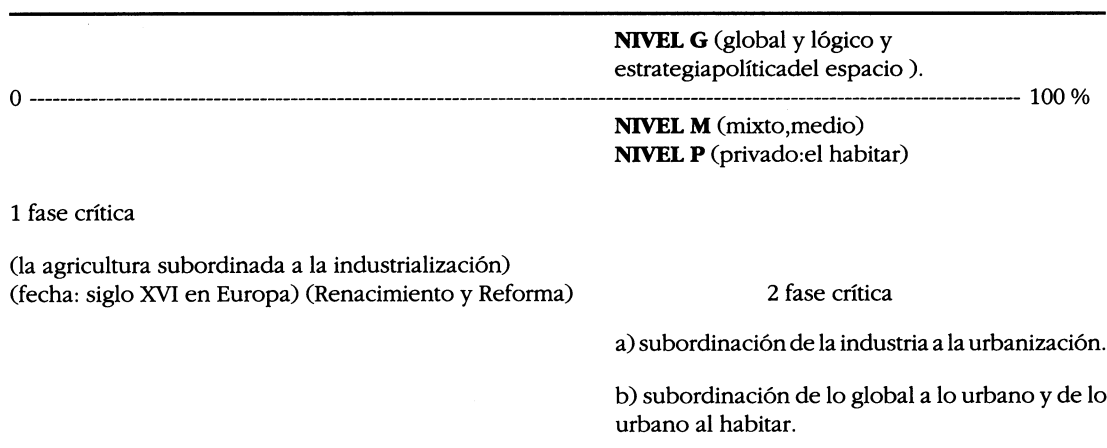 NIVEL G (global y lógico y
estrategiapolíticadel espacio ).
0 ------------------------------------------------------------------------ 100 %
NIVEL M (mixto,medio)
NIVEL P (privado:el habitar)
1 fase crítica
(la agricultura subordinada a la industrialización)
(fecha: siglo XVI en Europa) (Renacimiento y Reforma)
2 fase crítica
a) subordinación de la industria a la urbanización.
b) subordinación de lo global a lo urbano y de lo
urbano al habitar.